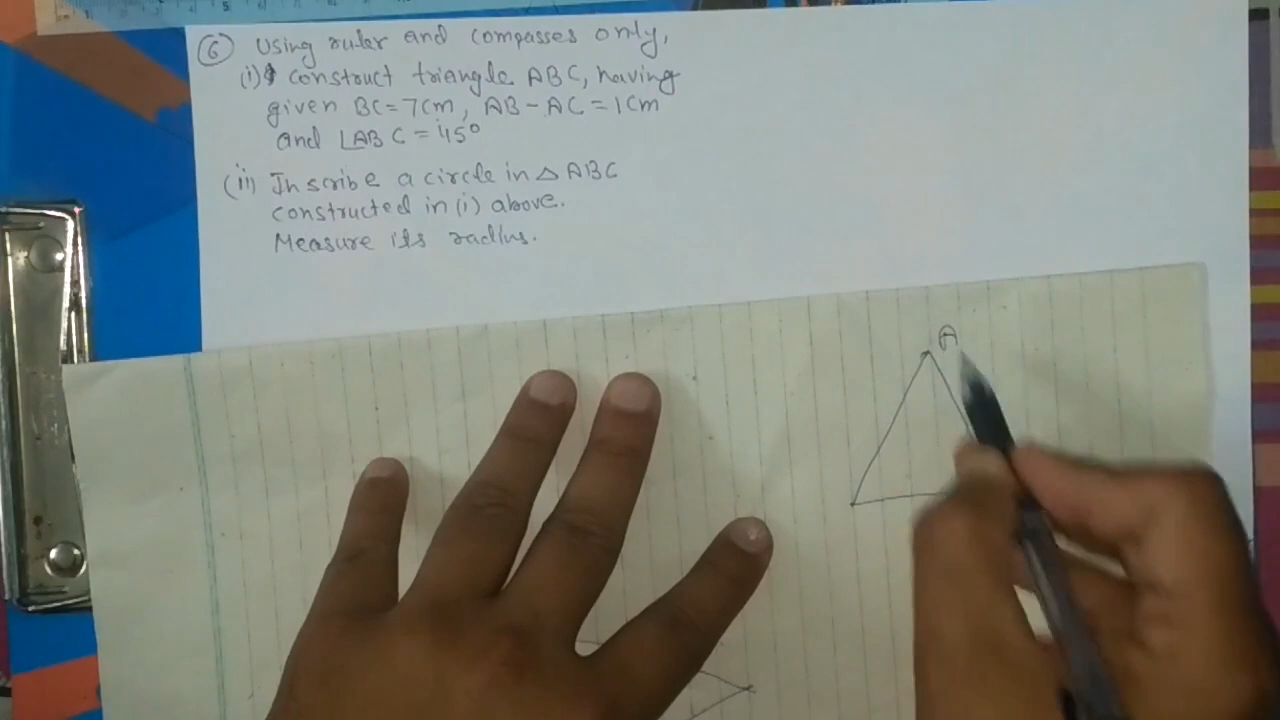 6 Using ruler and compasses only,
(i) construct triangle ABC, having
given BC = 7cm, AB - AC = 1cm
and ∠ABC = 45°
(ii) Inscribe a circle in △ ABC
constructed in (i) above.
Measure its radius.
A